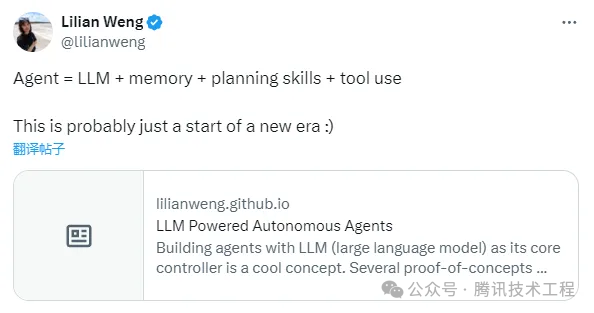 Lilian Weng
@lilianweng
Agent = LLM + memory + planning skills + tool use
This is probably just a start of a new era :)
翻译帖子
lilianweng.github.io
LLM Powered Autonomous Agents
Building agents with LLM (large language model) as its core
controller is a cool concept. Several proof-of-concepts ...
公众号 · 腾讯技术工程